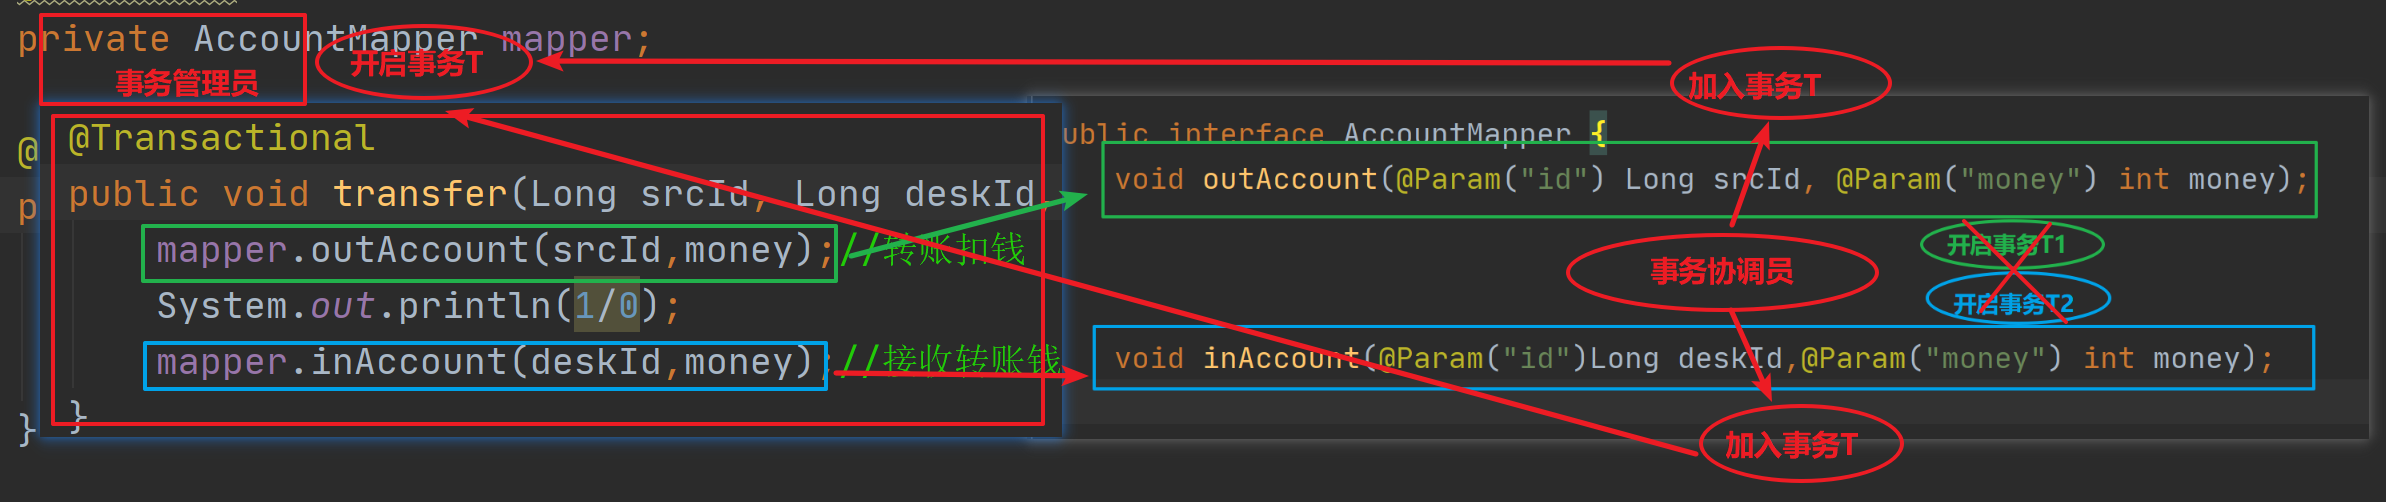 private AccountMapper mapper;
事务管理员
开启事务T
加入事务T
@
@Transactional
ublic interface AccountMapper {
p
public void transfer(Long srcId, Long deskId,
void outAccount(@Param("id") Long srcId, @Param("money") int money);
mapper.outAccount(srcId,money);//转账扣钱
开启事务T1
事务协调员
System.out.println(1/0);
开启事务T2
mapper.inAccount(deskId,money);//接收转账钱
void inAccount(@Param("id")Long deskId,@Param("money") int money);
}
}
加入事务T